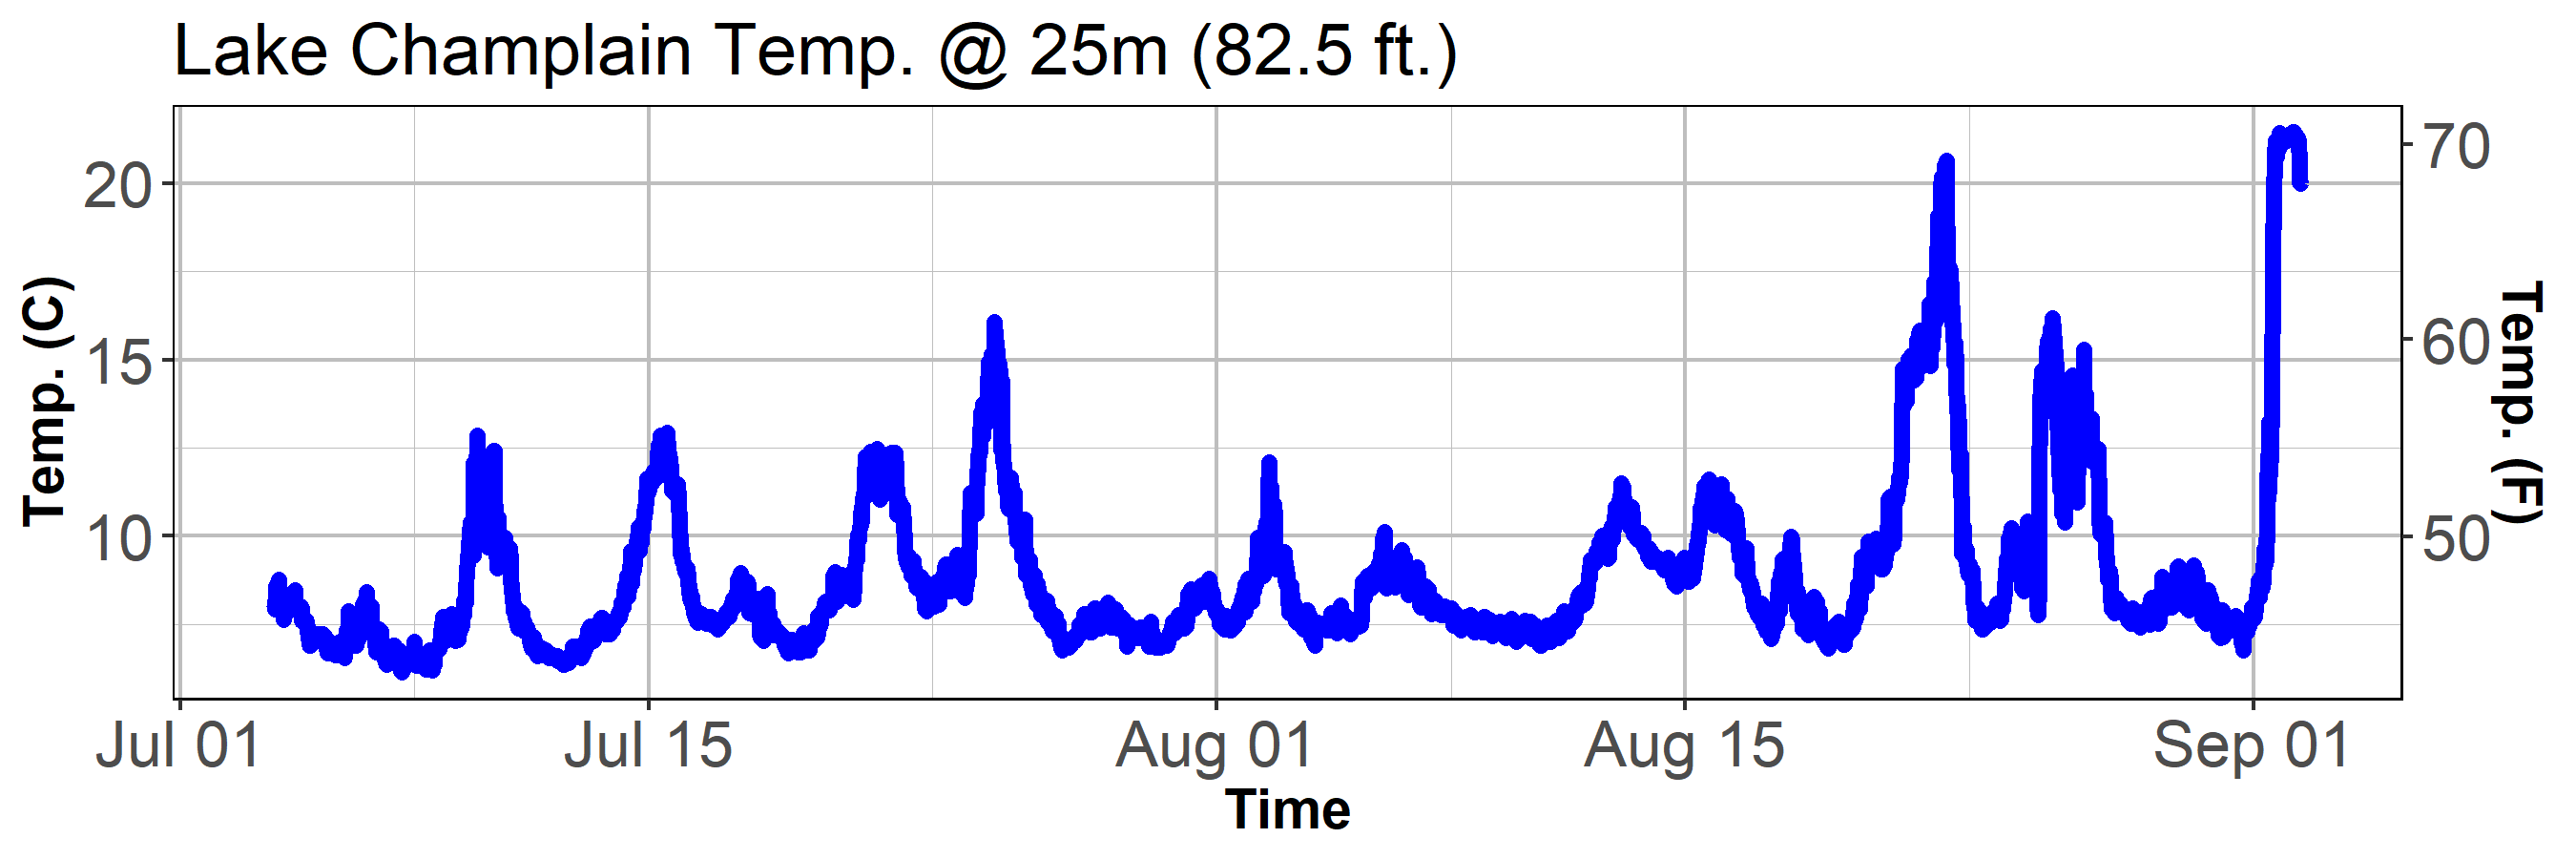 Lake Champlain Temp. @ 25m (82.5 ft.)
Temp. (C)
20
15
10
70
60
50
Temp. (F)
Jul 01 Jul 15 Aug 01 Aug 15 Sep 01
Time